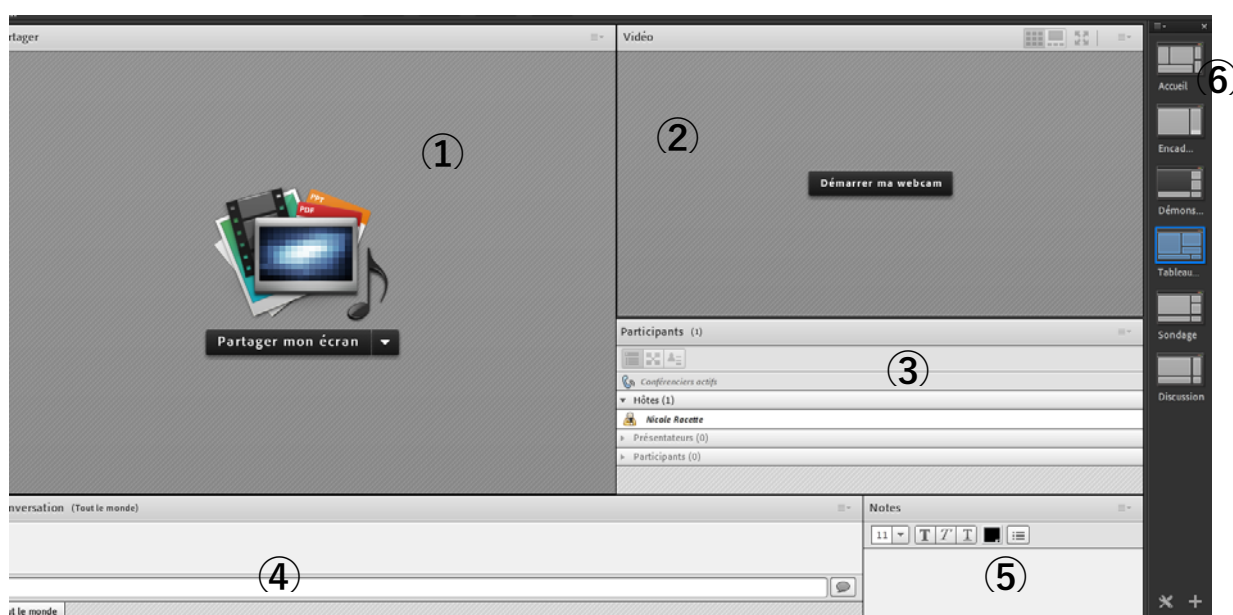 rtager
①
PPT
PDF
Partager mon écran
Vidéo
②
Démarrer ma webcam
Participants (1)
③
Conférenciers actifs
Hôtes (1)
Nicole Racette
Présentateurs (0)
Participants (0)
nversation (Tout le monde)
④
ut le monde
Notes
11 T T T
⑤
⑥
Accueil
Encad...
Démons...
Tableau...
Sondage
Discussion